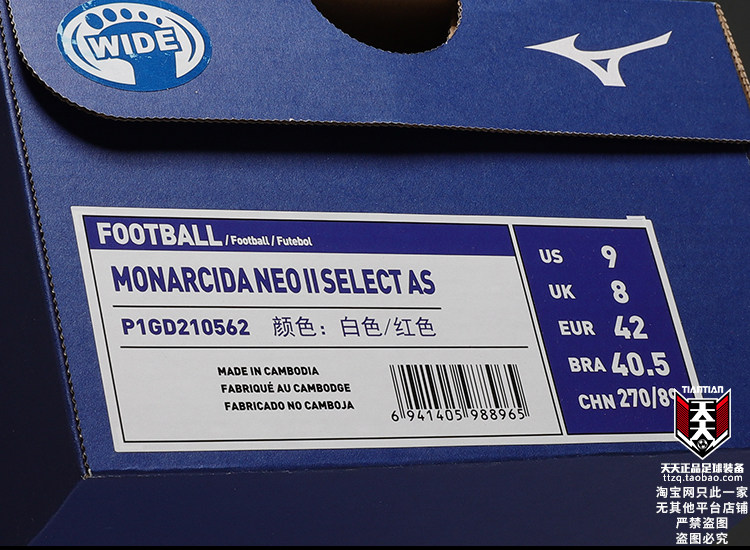 WIDE
FOOTBALL / Football / Futebol
MONARCIDA NEO II SELECT AS
P1GD210562 颜色：白色/红色
MADE IN CAMBODIA
FABRIQUÉ AU CAMBODGE
FABRICADO NO CAMBOJA
6 941405 988965
US 9
UK 8
EUR 42
BRA 40.5
CHN 270/89
TIANTIAN
天天
天天正品足球装备
ttzq.taobao.com
淘宝网只此一家
无其他平台店铺
严禁盗图
盗图必究